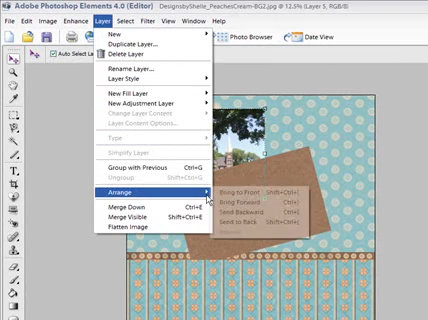 Adobe Photoshop Elements 4.0 (Editor)
DesignsbyShelle_PeachesCream-BG2.jpg @ 12.5% (Layer 5, RGB/8)
File Edit Image Enhance Layer Select Filter View Window Help
Photo Browser
Date View
Auto Select La
New
Duplicate Layer...
Delete Layer
Rename Layer...
Layer Style
New Fill Layer
New Adjustment Layer
Change Layer Content
Layer Content Options...
Type
Simplify Layer
Group with Previous Ctrl+G
Ungroup Shift+Ctrl+G
Arrange
Merge Down Ctrl+E
Merge Visible Shift+Ctrl+E
Flatten Image
Bring to Front Shift+Ctrl+]
Bring Forward Ctrl+]
Send Backward Ctrl+[
Send to Back Shift+Ctrl+[